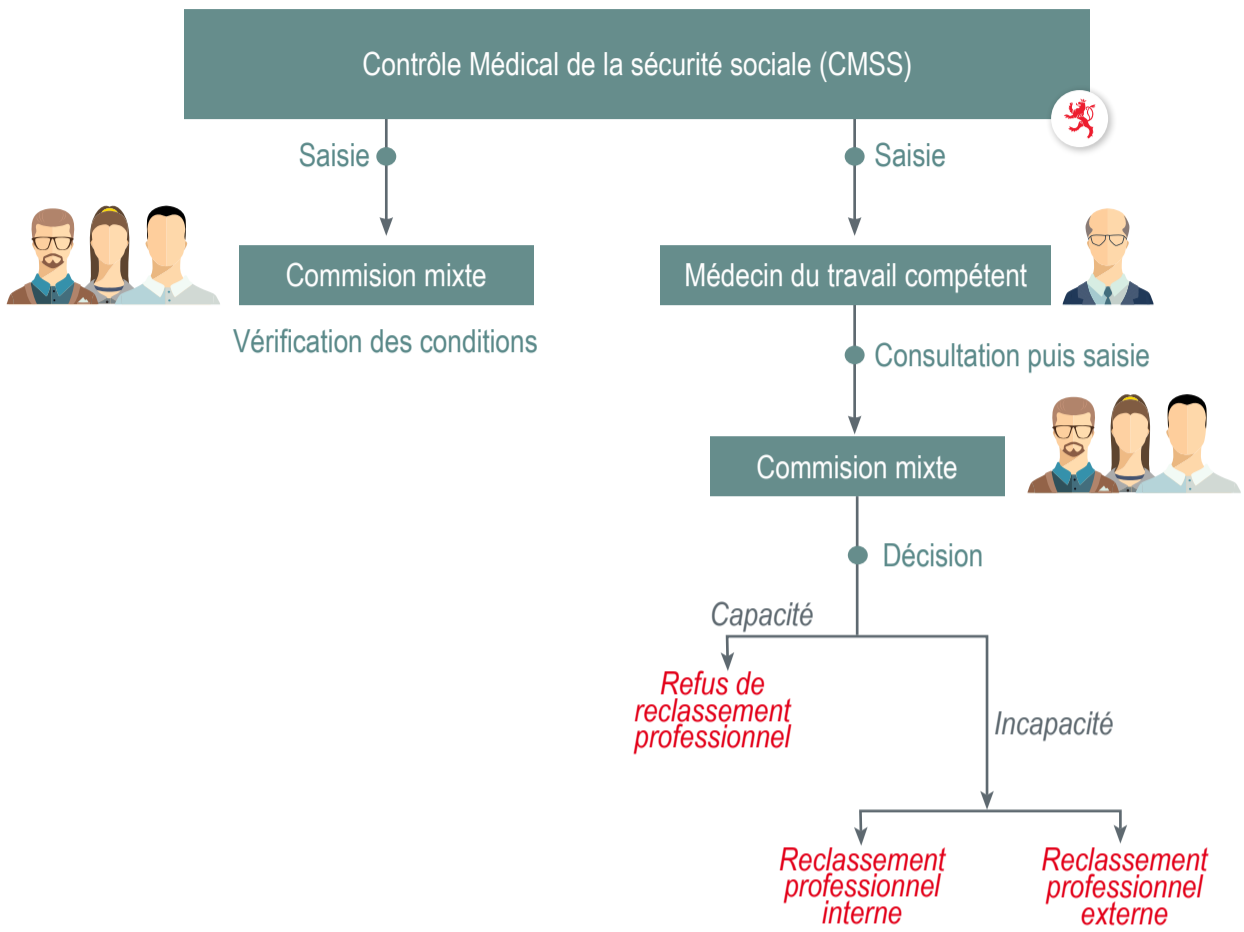 Contrôle Médical de la sécurité sociale (CMSS)
Saisie
Saisie
Commision mixte
Médecin du travail compétent
Vérification des conditions
Consultation puis saisie
Commision mixte
Décision
Capacité
Refus de
reclassement
professionnel
Incapacité
Reclassement
professionnel
interne
Reclassement
professionnel
externe